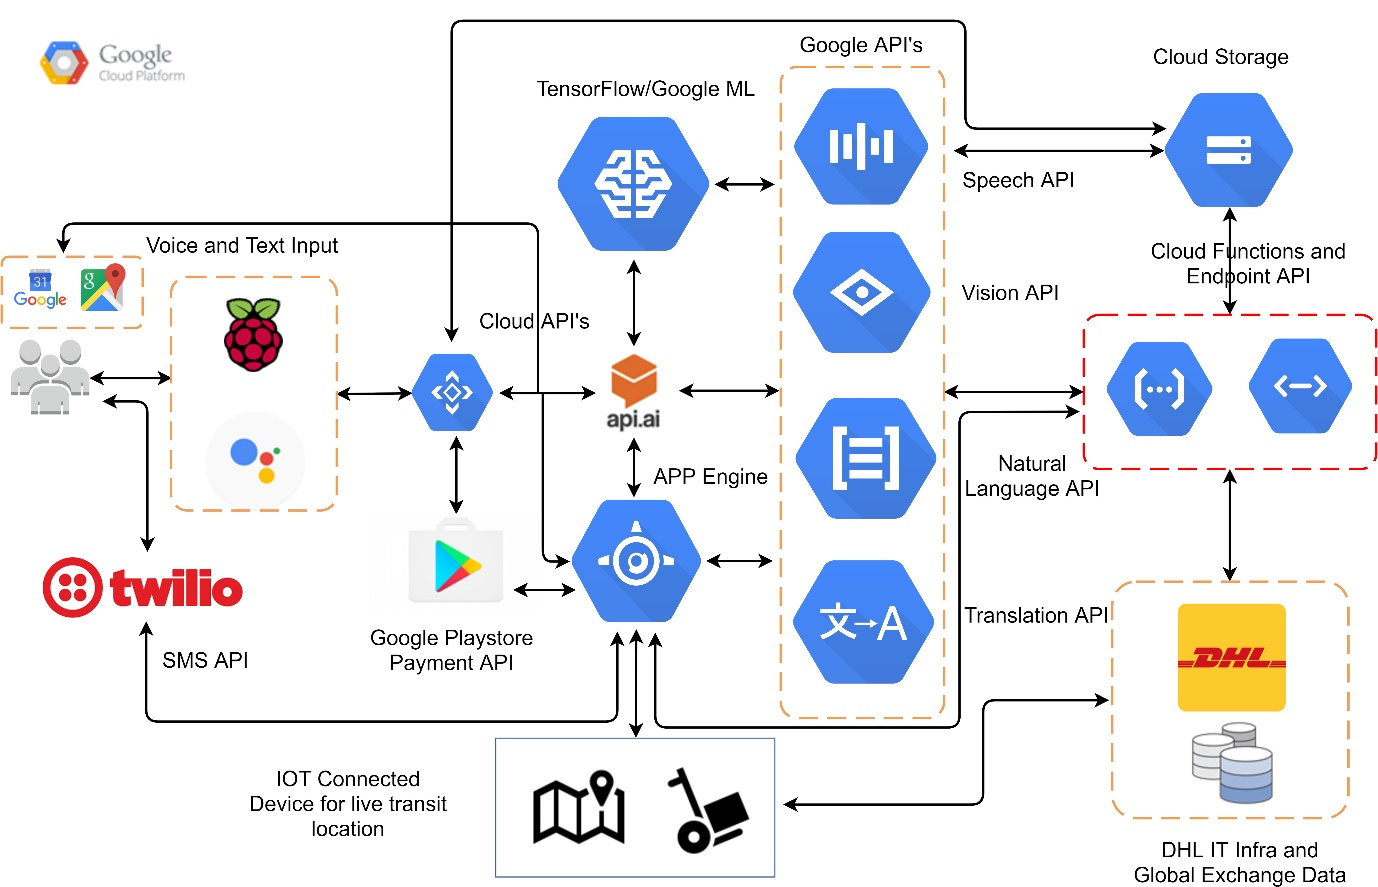 Google
Cloud Platform
Google API's
Cloud Storage
TensorFlow/Google ML
Speech API
Voice and Text Input
Cloud Functions and
Endpoint API
31
Google
g
Vision API
Cloud API's
api.ai
APP Engine
Natural
Language API
twilio
文→A
Translation API
Google Playstore
Payment API
SMS API
DHL
IOT Connected
Device for live transit
location
DHL IT Infra and
Global Exchange Data